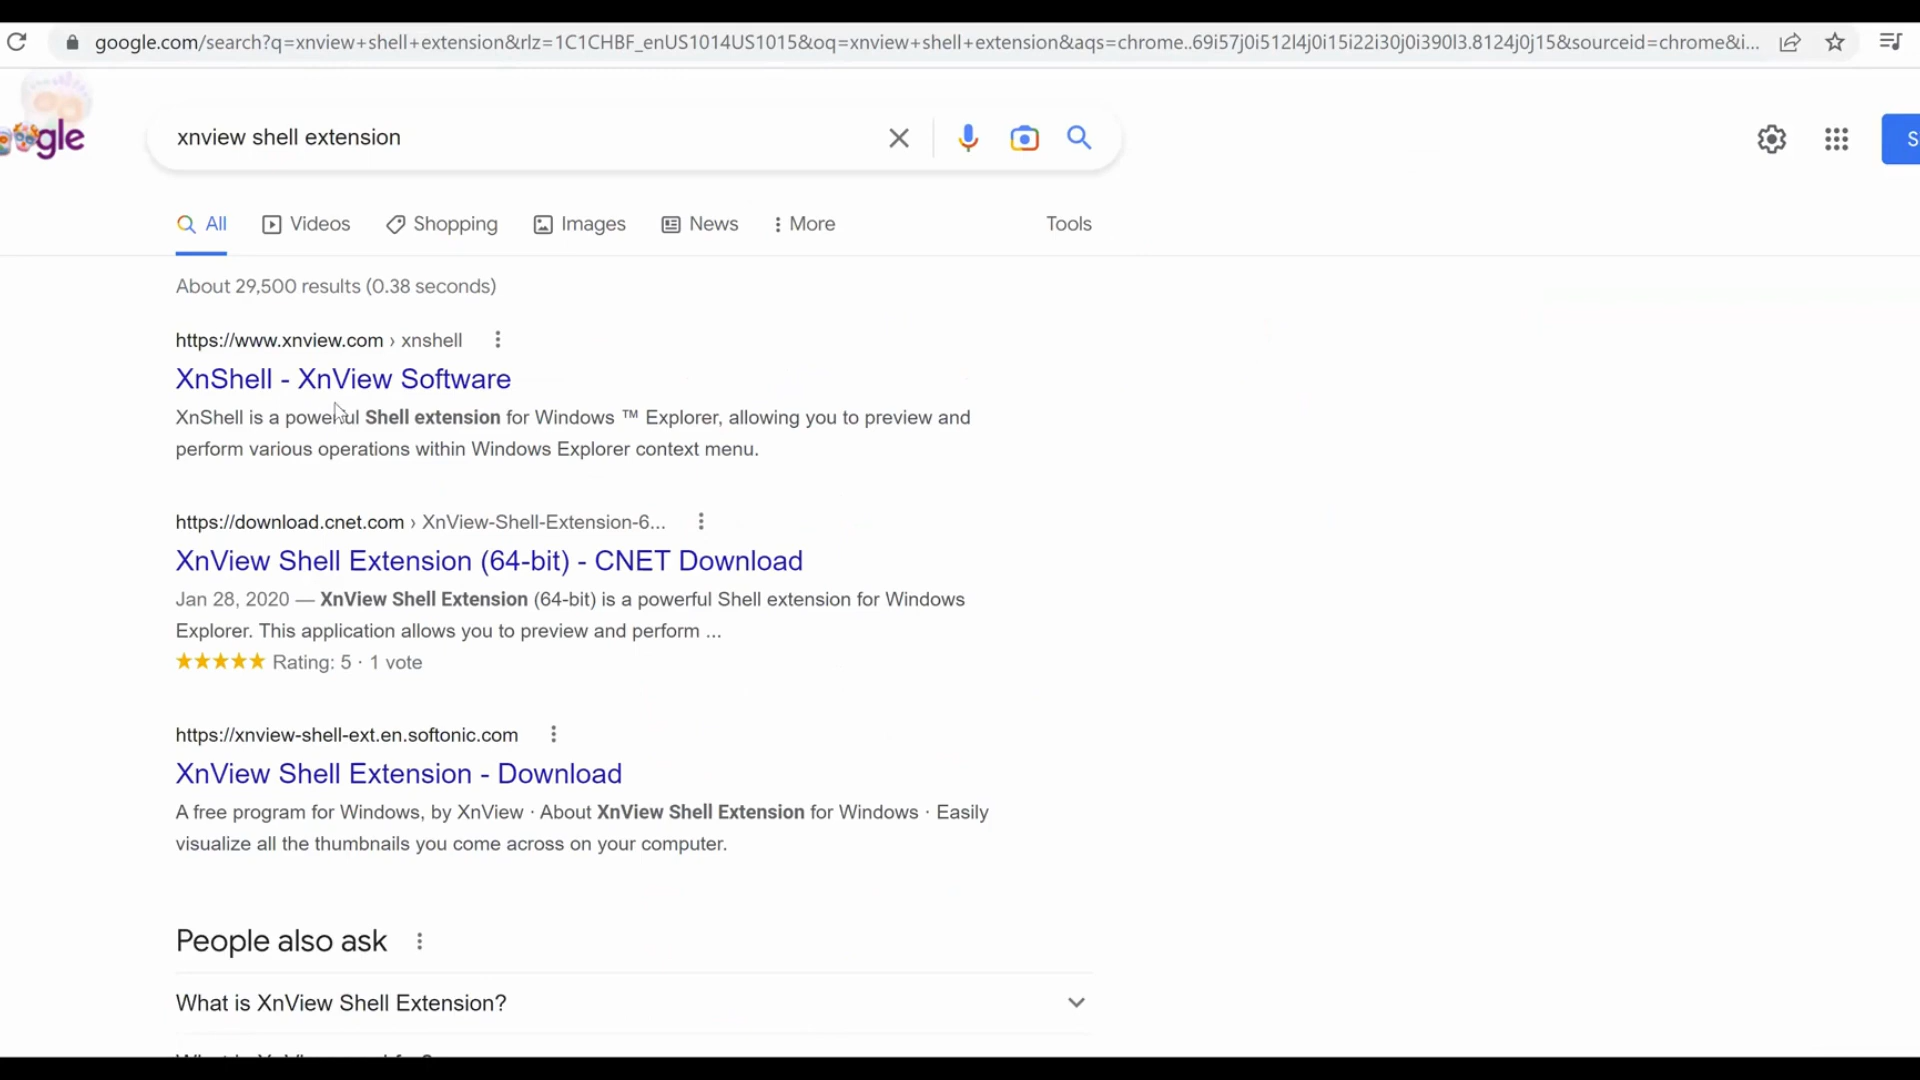 google.com/search?q=xnview+shell+extension&rlz=1C1CHBF_enUS1014US1015&oq=xnview+shell+extension&aqs=chrome..69i57j0i512l4j0i15i22i30j0i390l3.8124j0j15&sourceid=chrome&i...
gle
xnview shell extension
S
All Videos Shopping Images News More Tools
About 29,500 results (0.38 seconds)
https://www.xnview.com › xnshell
XnShell - XnView Software
XnShell is a powerful Shell extension for Windows ™ Explorer, allowing you to preview and
perform various operations within Windows Explorer context menu.
https://download.cnet.com › XnView-Shell-Extension-6...
XnView Shell Extension (64-bit) - CNET Download
Jan 28, 2020 — XnView Shell Extension (64-bit) is a powerful Shell extension for Windows
Explorer. This application allows you to preview and perform ...
Rating: 5 · 1 vote
https://xnview-shell-ext.en.softonic.com
XnView Shell Extension - Download
A free program for Windows, by XnView · About XnView Shell Extension for Windows · Easily
visualize all the thumbnails you come across on your computer.
People also ask
What is XnView Shell Extension?